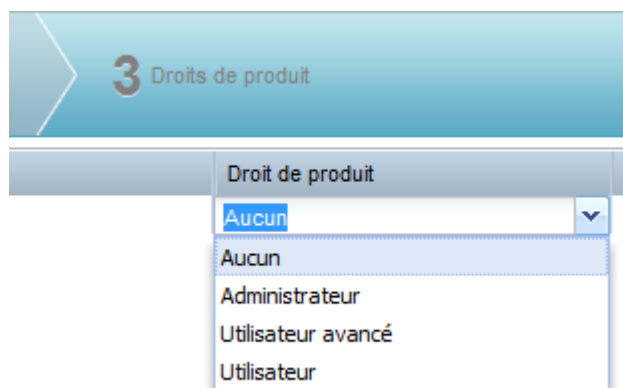 3 Droits de produit
Droit de produit
Aucun
Aucun
Administrateur
Utilisateur avancé
Utilisateur